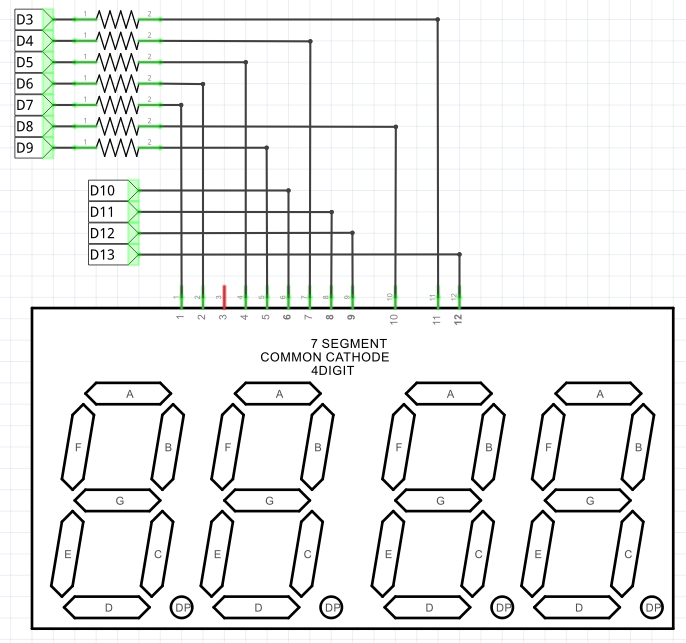 D3 1 2
D4 1 2
D5 1 2
D6 1 2
D7 1 2
D8 1 2
D9 1 2
D10
D11
D12
D13
1 2 3 4 5 6 7 8 9 10 11 12
1 2 3 4 5 6 7 8 9 10 11 12
7 SEGMENT
COMMON CATHODE
4DIGIT
A A A A
F B F B F B F B
G G G G
E C E C E C E C
D DP D DP D DP D DP